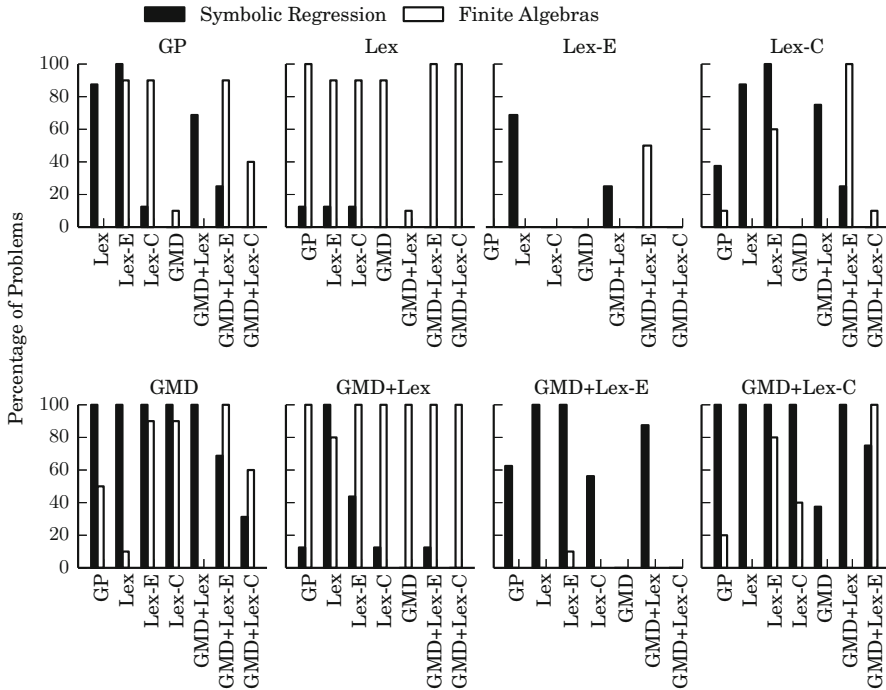 Symbolic Regression Finite Algebras
GP Lex Lex-E Lex-C
100
80
60
40
20
0
Lex Lex-E Lex-C GMD GMD+Lex GMD+Lex-E GMD+Lex-C
GP Lex-E Lex-C GMD GMD+Lex GMD+Lex-E GMD+Lex-C
GP Lex Lex-C GMD GMD+Lex GMD+Lex-E GMD+Lex-C
GP Lex Lex-E GMD GMD+Lex GMD+Lex-E GMD+Lex-C
Percentage of Problems
GMD GMD+Lex GMD+Lex-E GMD+Lex-C
100
80
60
40
20
0
GP Lex Lex-E Lex-C GMD+Lex GMD+Lex-E GMD+Lex-C
GP Lex Lex-E Lex-C GMD GMD+Lex-E GMD+Lex-C
GP Lex Lex-E Lex-C GMD GMD+Lex GMD+Lex-C
GP Lex Lex-E Lex-C GMD GMD+Lex GMD+Lex-E